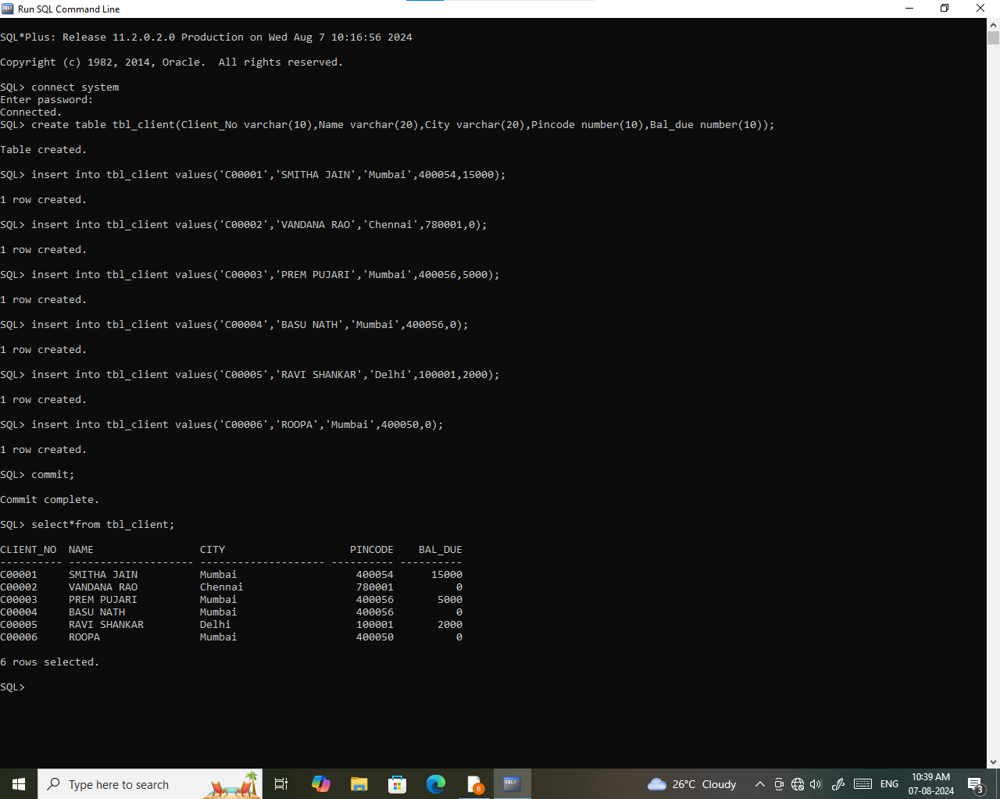 Run SQL Command Line
SQL*Plus: Release 11.2.0.2.0 Production on Wed Aug 7 10:16:56 2024
Copyright (c) 1982, 2014, Oracle.  All rights reserved.
SQL> connect system
Enter password:
Connected.
SQL> create table tbl_client(Client_No varchar(10),Name varchar(20),City varchar(20),Pincode number(10),Bal_due number(10));
Table created.
SQL> insert into tbl_client values('C00001','SMITHA JAIN','Mumbai',400054,15000);
1 row created.
SQL> insert into tbl_client values('C00002','VANDANA RAO','Chennai',780001,0);
1 row created.
SQL> insert into tbl_client values('C00003','PREM PUJARI','Mumbai',400056,5000);
1 row created.
SQL> insert into tbl_client values('C00004','BASU NATH','Mumbai',400056,0);
1 row created.
SQL> insert into tbl_client values('C00005','RAVI SHANKAR','Delhi',100001,2000);
1 row created.
SQL> insert into tbl_client values('C00006','ROOPA','Mumbai',400050,0);
1 row created.
SQL> commit;
Commit complete.
SQL> select*from tbl_client;
CLIENT_NO  NAME                 CITY                    PINCODE    BAL_DUE
---------- -------------------- -------------------- ---------- ----------
C00001     SMITHA JAIN          Mumbai                   400054      15000
C00002     VANDANA RAO          Chennai                  780001          0
C00003     PREM PUJARI          Mumbai                   400056       5000
C00004     BASU NATH            Mumbai                   400056          0
C00005     RAVI SHANKAR         Delhi                    100001       2000
C00006     ROOPA                Mumbai                   400050          0
6 rows selected.
SQL>
Type here to search
26°C Cloudy
ENG
10:39 AM
07-08-2024
3